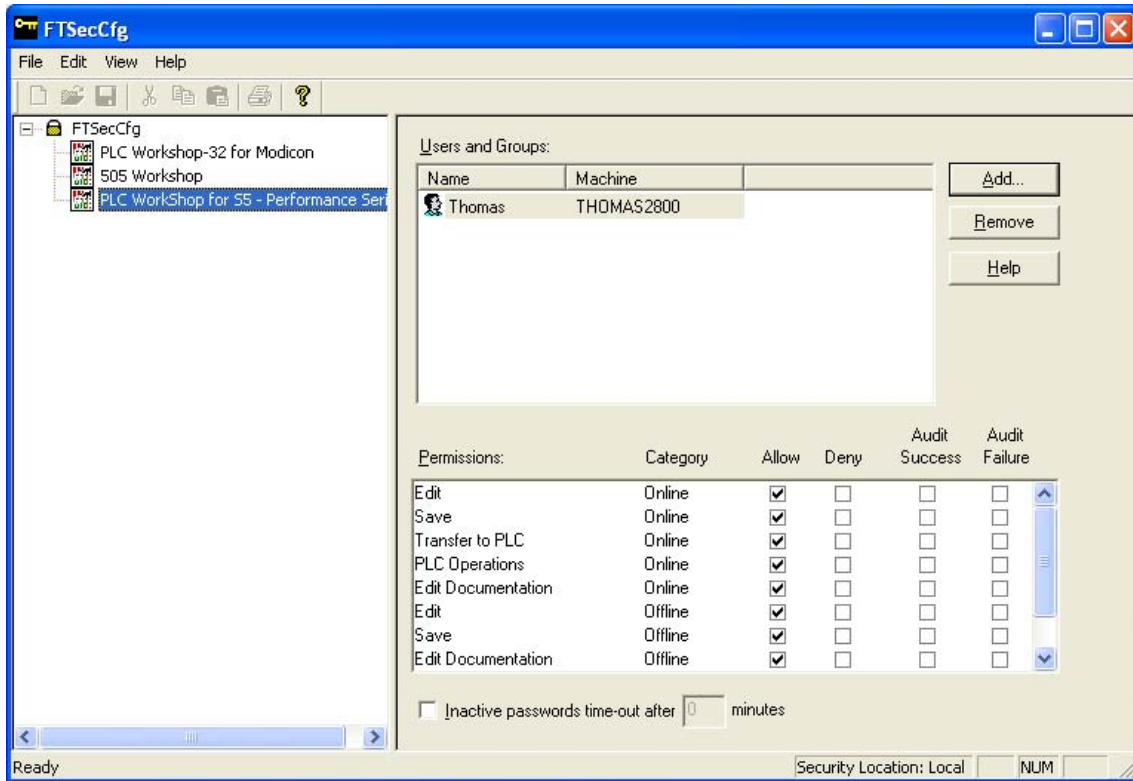 FTSecCfg
File Edit View Help
FTSecCfg
PLC Workshop-32 for Modicon
505 Workshop
PLC WorkShop for S5 - Performance Seri
Users and Groups:
Name Machine
Thomas THOMAS2800
Add...
Remove
Help
Permissions: Category Allow Deny Audit Success Audit Failure
Edit Online
Save Online
Transfer to PLC Online
PLC Operations Online
Edit Documentation Online
Edit Offline
Save Offline
Edit Documentation Offline
Inactive passwords time-out after 0 minutes
Ready Security Location: Local NUM